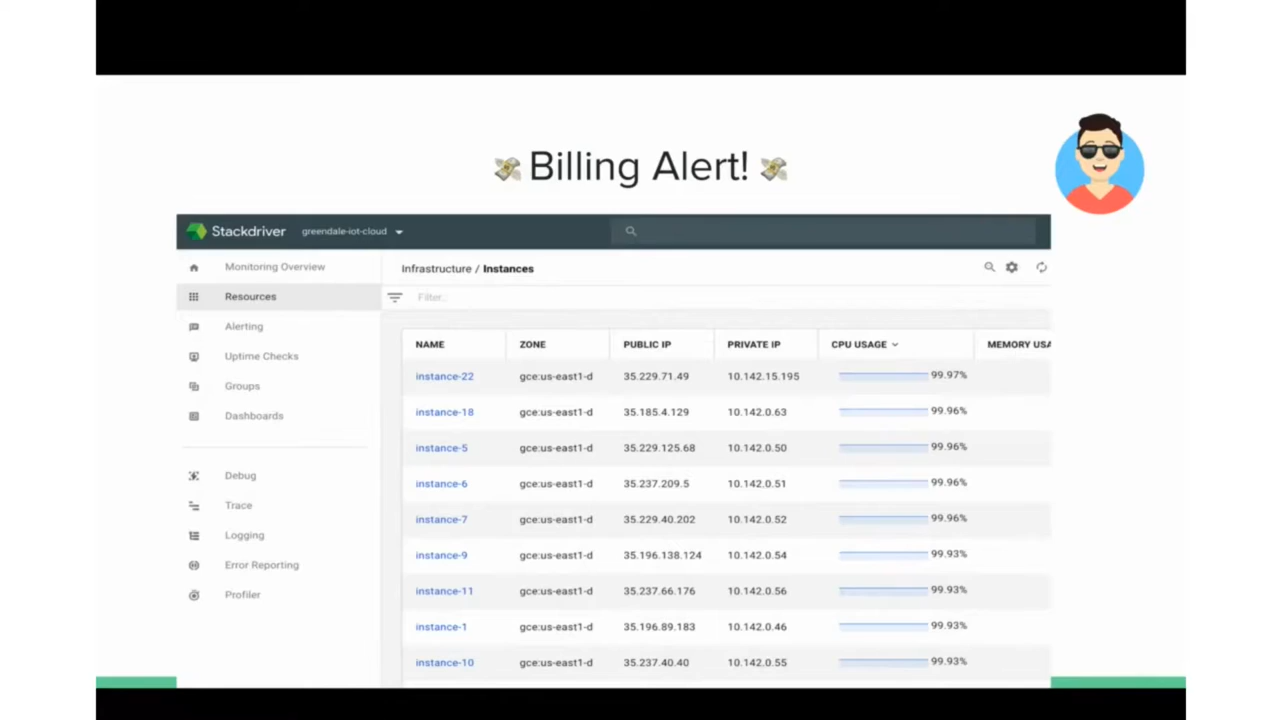 💸 Billing Alert! 💸
Stackdriver greendale-iot-cloud
Monitoring Overview
Resources
Alerting
Uptime Checks
Groups
Dashboards
Debug
Trace
Logging
Error Reporting
Profiler
Infrastructure / Instances
Filter...
NAME ZONE PUBLIC IP PRIVATE IP CPU USAGE MEMORY USA
instance-22 gce:us-east1-d 35.229.71.49 10.142.15.195 99.97%
instance-18 gce:us-east1-d 35.185.4.129 10.142.0.63 99.96%
instance-5 gce:us-east1-d 35.229.125.68 10.142.0.50 99.96%
instance-6 gce:us-east1-d 35.237.209.5 10.142.0.51 99.96%
instance-7 gce:us-east1-d 35.229.40.202 10.142.0.52 99.96%
instance-9 gce:us-east1-d 35.196.138.124 10.142.0.54 99.93%
instance-11 gce:us-east1-d 35.237.66.176 10.142.0.56 99.93%
instance-1 gce:us-east1-d 35.196.89.183 10.142.0.46 99.93%
instance-10 gce:us-east1-d 35.237.40.40 10.142.0.55 99.93%